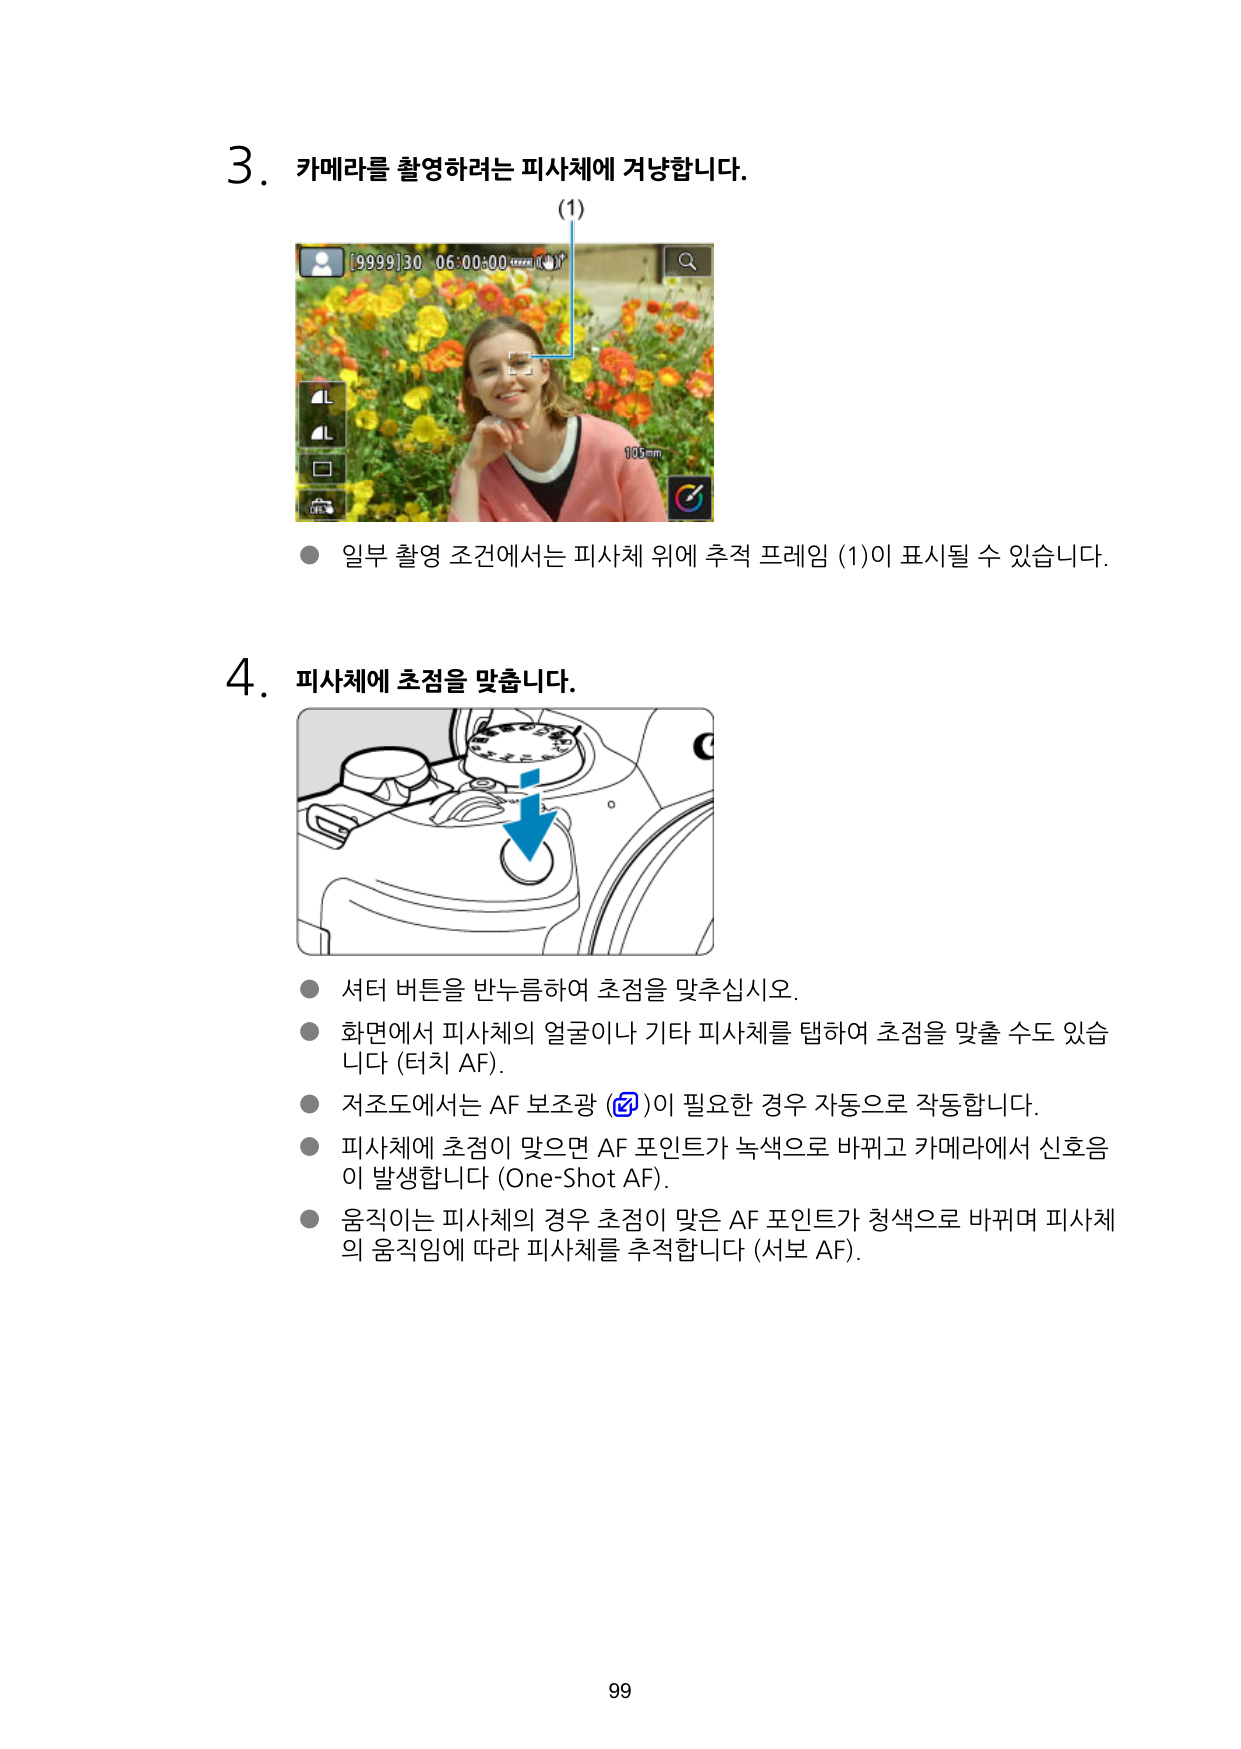 3. 카메라를 촬영하려는 피사체에 겨냥합니다.
(1)
[9999]30 06:00:00
L
L
105mm
OFF
● 일부 촬영 조건에서는 피사체 위에 추적 프레임 (1)이 표시될 수 있습니다.
4. 피사체에 초점을 맞춥니다.
● 셔터 버튼을 반누름하여 초점을 맞추십시오.
● 화면에서 피사체의 얼굴이나 기타 피사체를 탭하여 초점을 맞출 수도 있습
니다 (터치 AF).
● 저조도에서는 AF 보조광 ( )이 필요한 경우 자동으로 작동합니다.
● 피사체에 초점이 맞으면 AF 포인트가 녹색으로 바뀌고 카메라에서 신호음
이 발생합니다 (One-Shot AF).
● 움직이는 피사체의 경우 초점이 맞은 AF 포인트가 청색으로 바뀌며 피사체
의 움직임에 따라 피사체를 추적합니다 (서보 AF).
99